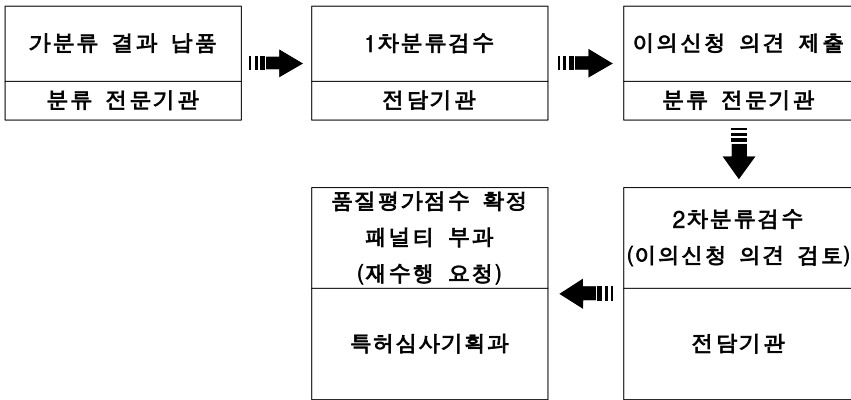 가분류 결과 납품
분류 전문기관
1차분류검수
전담기관
이의신청 의견 제출
분류 전문기관
2차분류검수
(이의신청 의견 검토)
전담기관
품질평가점수 확정
패널티 부과
(재수행 요청)
특허심사기획과